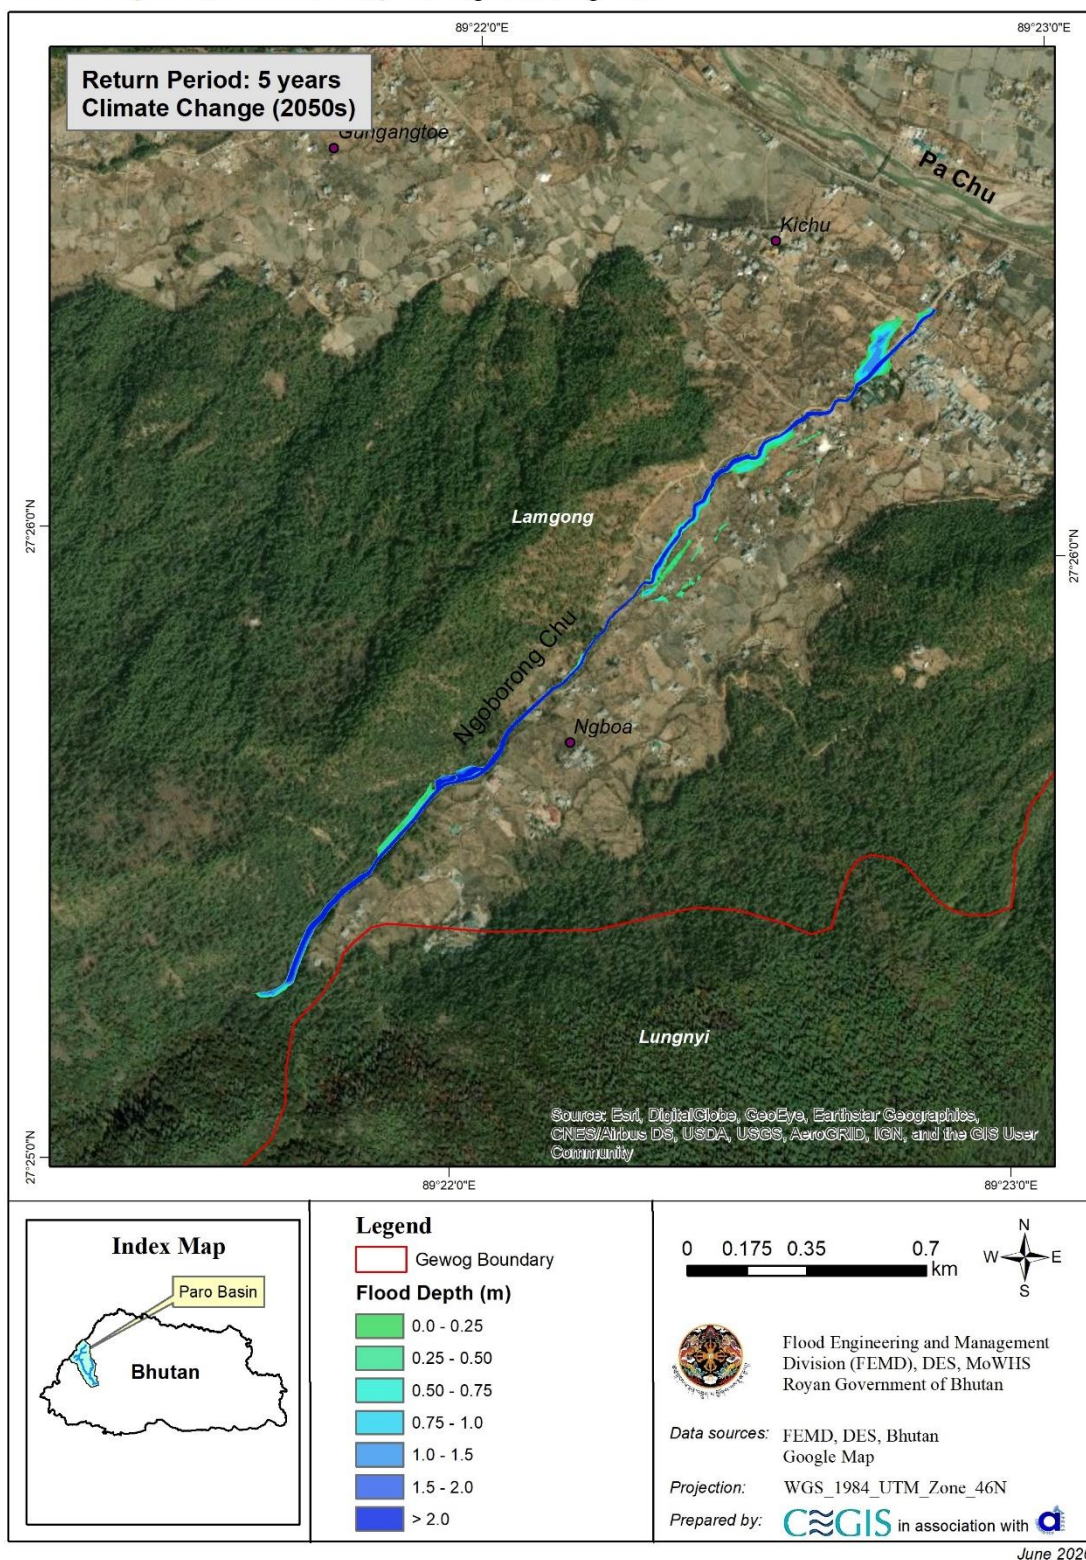 89°22'0"E
89°23'0"E
Return Period: 5 years
Climate Change (2050s)
Gungangtoe
Pa Chu
Kichu
27°26'0"N
Lamgong
27°26'0"N
Ngoborong Chu
Ngboa
Lungnyi
Source: Esri, DigitalGlobe, GeoEye, Earthstar Geographics,
CNES/Airbus DS, USDA, USGS, AeroGRID, IGN, and the GIS User
Community
27°25'0"N
89°22'0"E
89°23'0"E
Index Map
Paro Basin
Bhutan
Legend
Gewog Boundary
Flood Depth (m)
0.0 - 0.25
0.25 - 0.50
0.50 - 0.75
0.75 - 1.0
1.0 - 1.5
1.5 - 2.0
> 2.0
0 0.175 0.35 0.7
km
N
W E
S
Flood Engineering and Management
Division (FEMD), DES, MoWHS
Royan Government of Bhutan
Data sources: FEMD, DES, Bhutan
Google Map
Projection: WGS_1984_UTM_Zone_46N
Prepared by: CEGIS in association with
June 2020